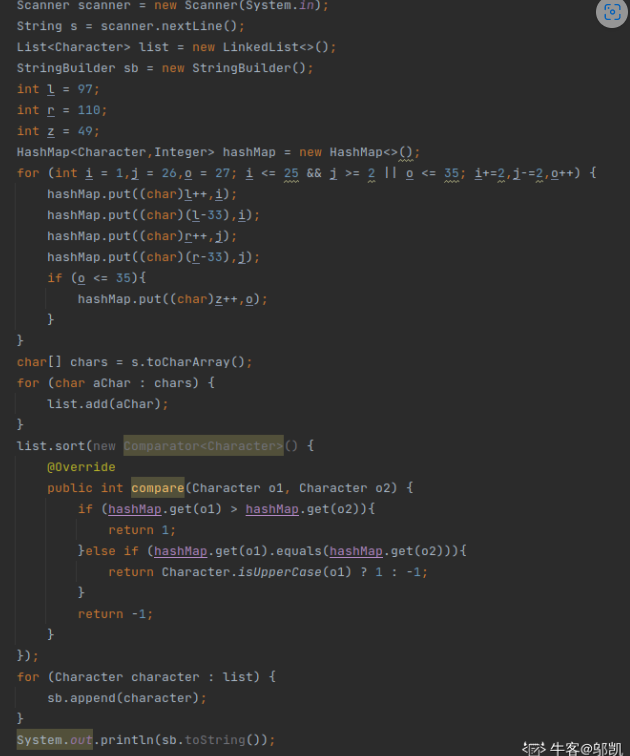 Scanner scanner = new Scanner(System.in);
String s = scanner.nextLine();
List<Character> list = new LinkedList<>();
StringBuilder sb = new StringBuilder();
int l = 97;
int r = 110;
int z = 49;
HashMap<Character,Integer> hashMap = new HashMap<>();
for (int i = 1,j = 26,o = 27; i <= 25 && j >= 2 || o <= 35; i+=2,j-=2,o++) {
hashMap.put((char)l++,i);
hashMap.put((char)(l-33),i);
hashMap.put((char)r++,j);
hashMap.put((char)(r-33),j);
if (o <= 35){
hashMap.put((char)z++,o);
}
}
char[] chars = s.toCharArray();
for (char aChar : chars) {
list.add(aChar);
}
list.sort(new Comparator<Character>() {
@Override
public int compare(Character o1, Character o2) {
if (hashMap.get(o1) > hashMap.get(o2)){
return 1;
}else if (hashMap.get(o1).equals(hashMap.get(o2))){
return Character.isUpperCase(o1) ? 1 : -1;
}
return -1;
}
});
for (Character character : list) {
sb.append(character);
}
System.out.println(sb.toString());
牛客@邬凯